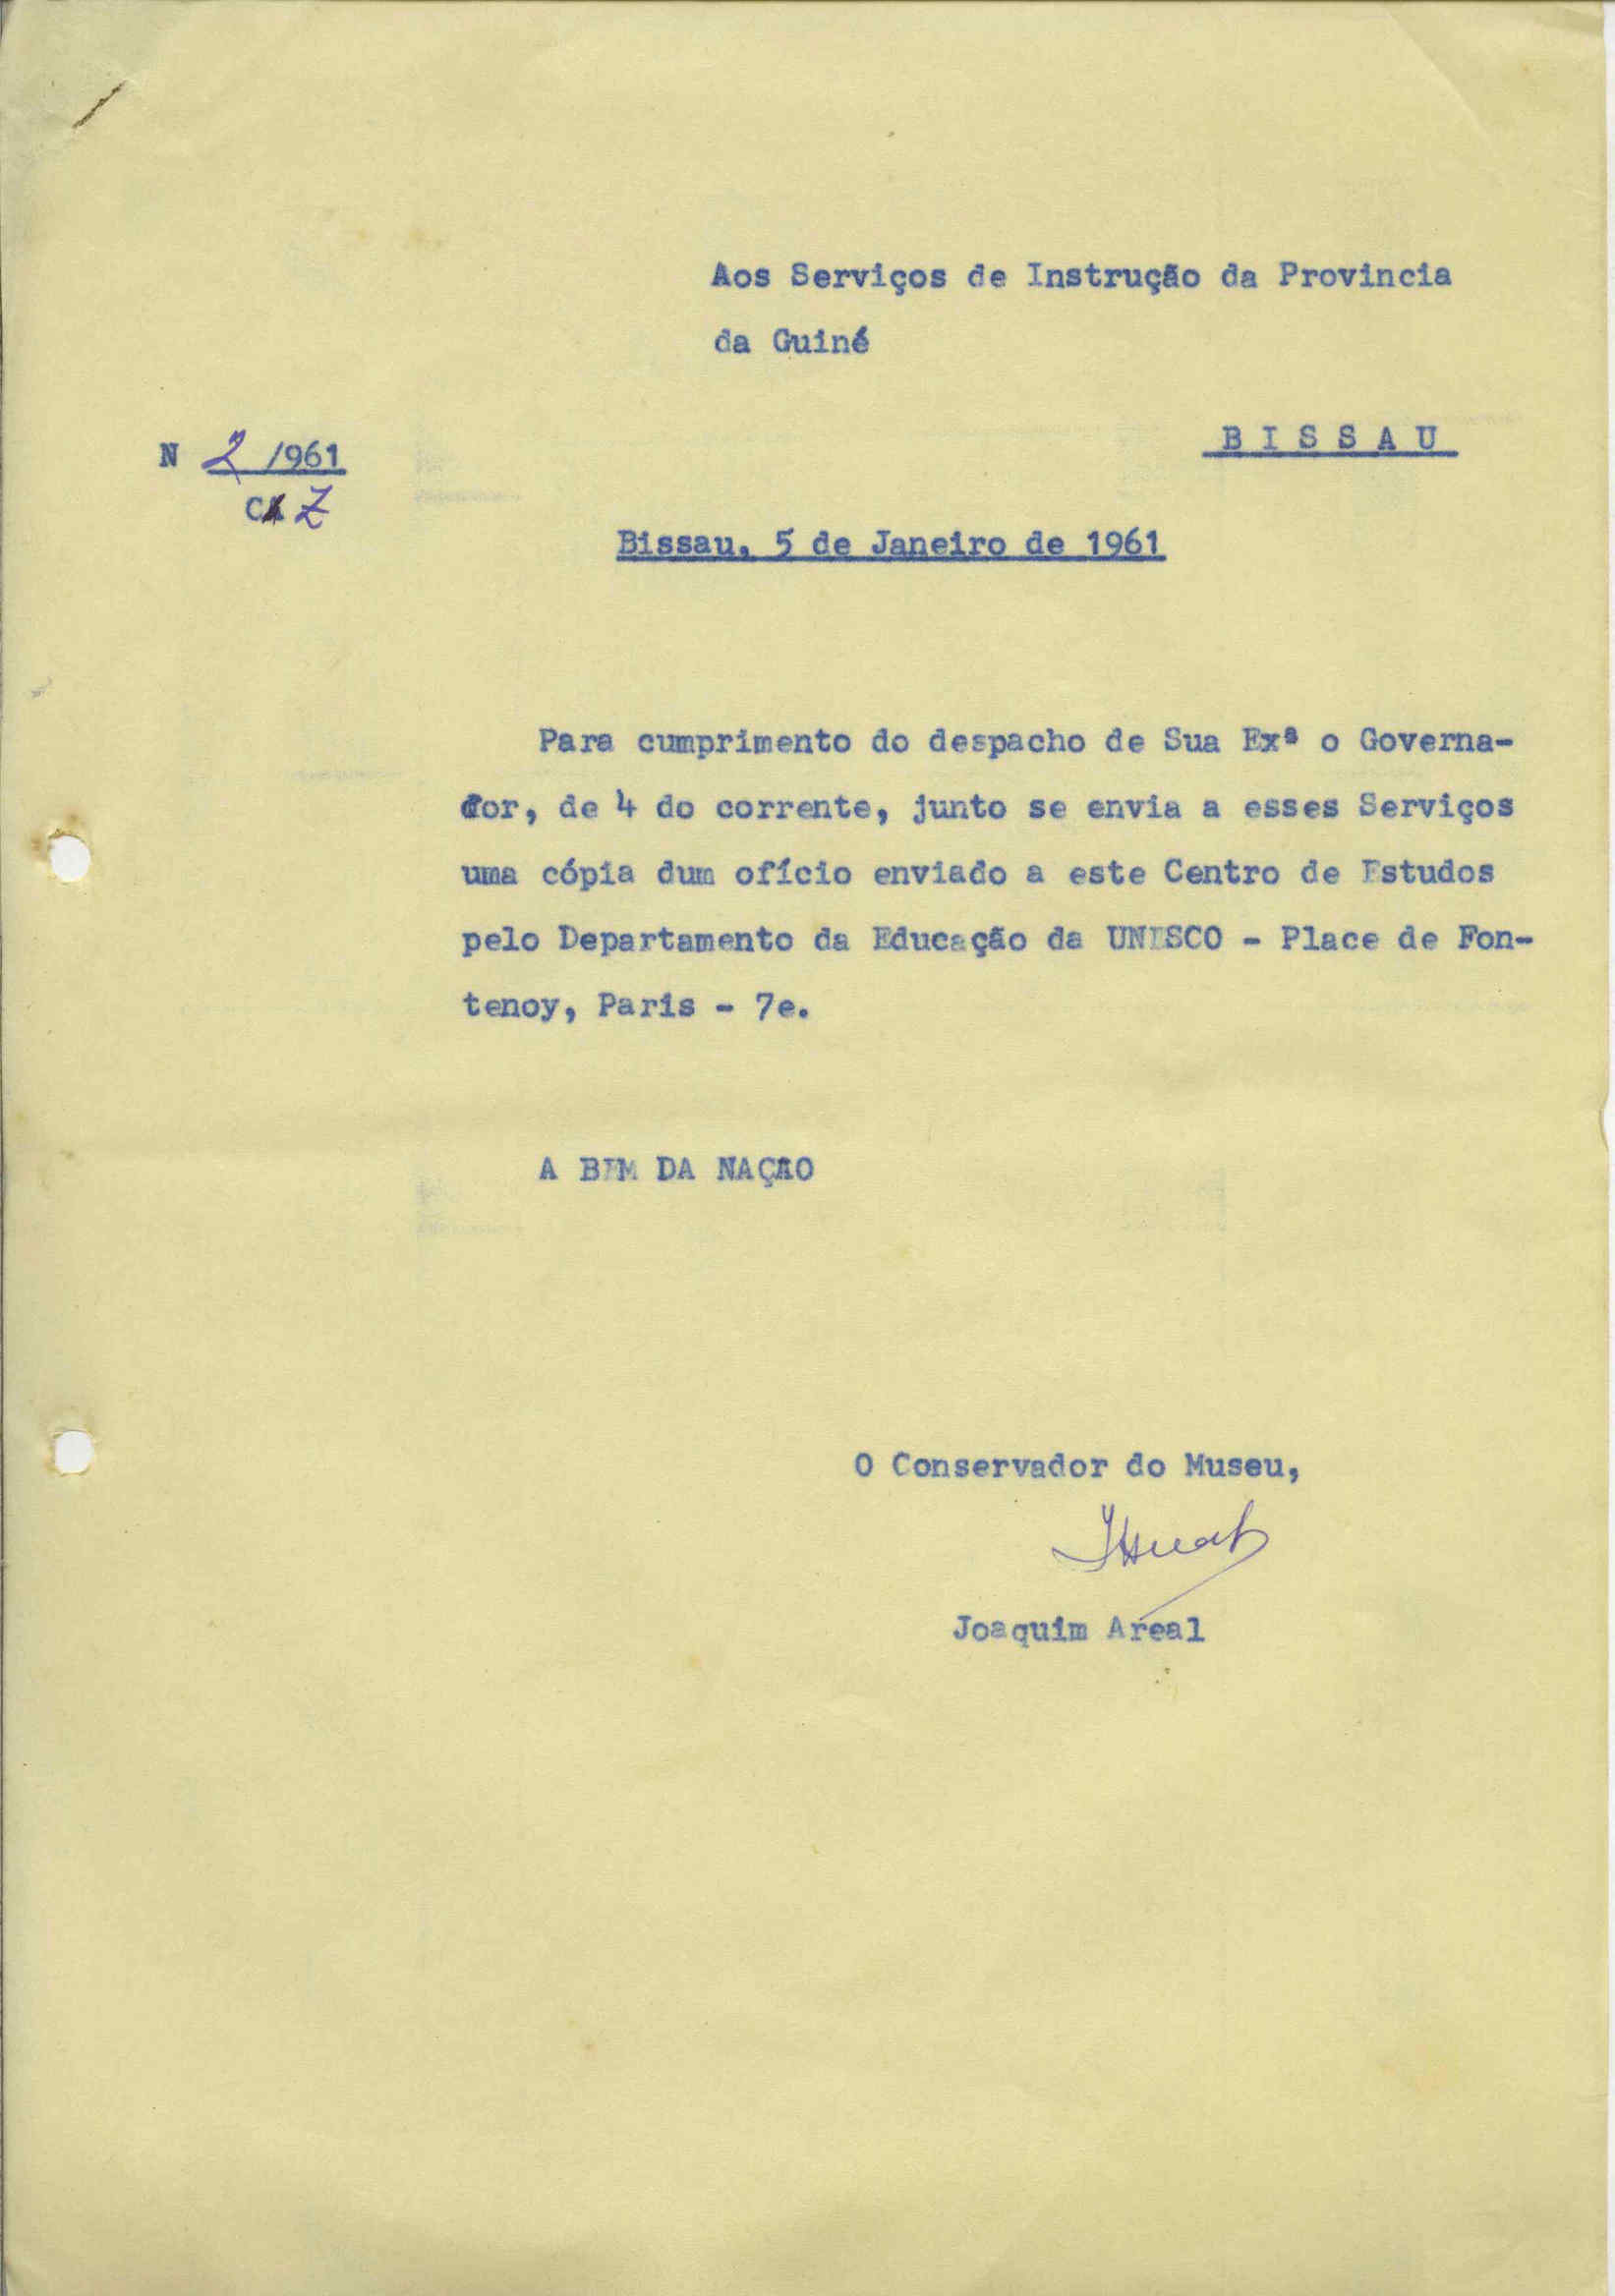 Aos Serviços de Instrução da Provincia
da Guiné
B I S S A U
N 2 /961
C Z
Bissau, 5 de Janeiro de 1961
Para cumprimento do despacho de Sua Exª o Governa-
dor, de 4 do corrente, junto se envia a esses Serviços
uma cópia dum ofício enviado a este Centro de Estudos
pelo Departamento da Educação da UNESCO - Place de Fon-
tenoy, Paris - 7e.
A BEM DA NAÇÃO
O Conservador do Museu,
Joaquim Areal